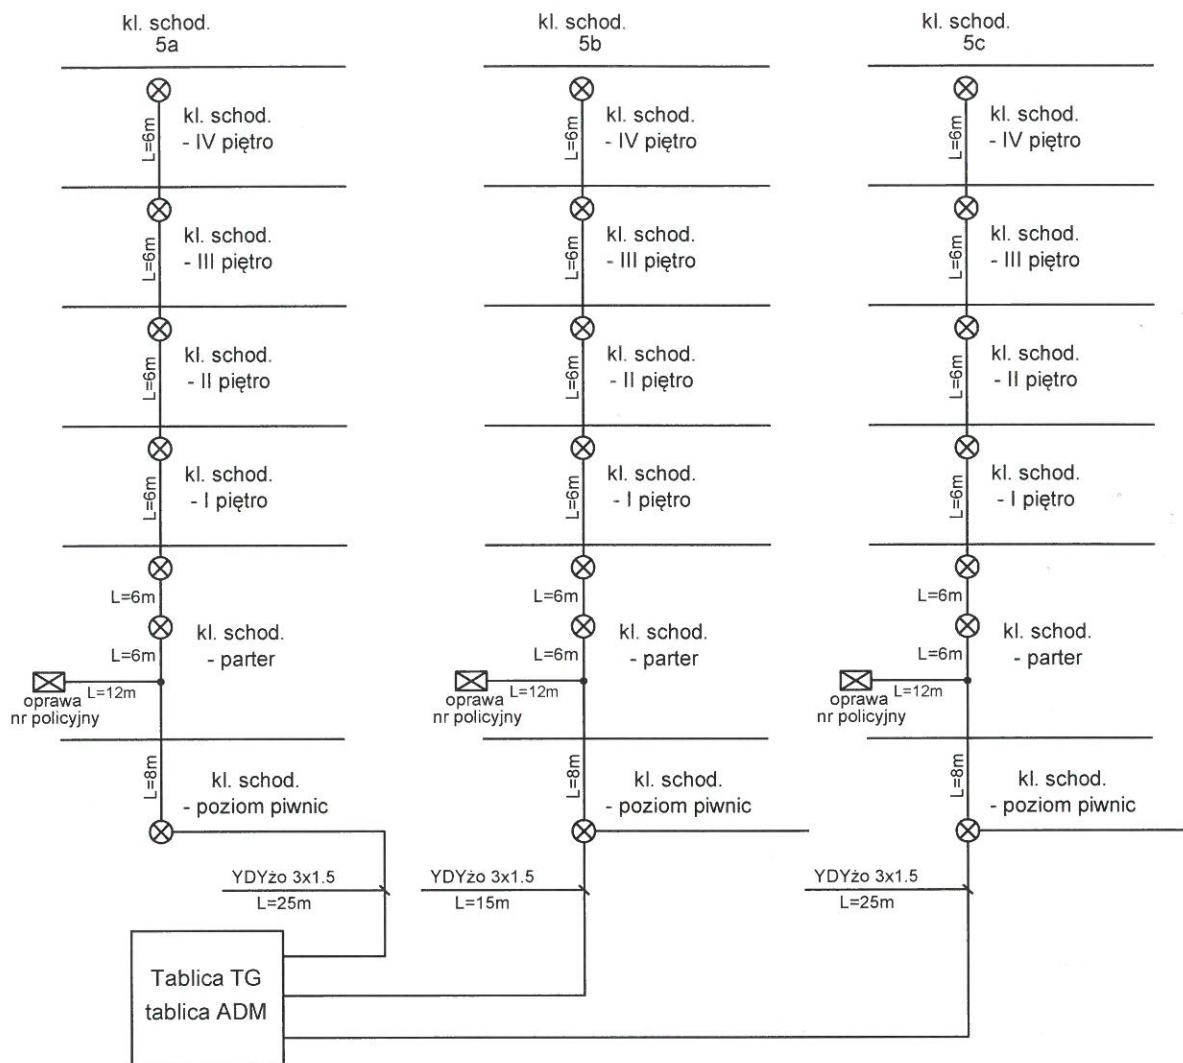 kl. schod.
5a
kl. schod.
5b
kl. schod.
5c
L=6m
kl. schod.
- IV piętro
L=6m
kl. schod.
- IV piętro
L=6m
kl. schod.
- IV piętro
L=6m
kl. schod.
- III piętro
L=6m
kl. schod.
- III piętro
L=6m
kl. schod.
- III piętro
L=6m
kl. schod.
- II piętro
L=6m
kl. schod.
- II piętro
L=6m
kl. schod.
- II piętro
L=6m
kl. schod.
- I piętro
L=6m
kl. schod.
- I piętro
L=6m
kl. schod.
- I piętro
L=6m
L=6m
kl. schod.
- parter
L=12m
oprawa
nr policyjny
L=6m
L=6m
kl. schod.
- parter
L=12m
oprawa
nr policyjny
L=6m
L=6m
kl. schod.
- parter
L=12m
oprawa
nr policyjny
L=8m
kl. schod.
- poziom piwnic
L=8m
kl. schod.
- poziom piwnic
L=8m
kl. schod.
- poziom piwnic
YDYżo 3x1.5
L=25m
YDYżo 3x1.5
L=15m
YDYżo 3x1.5
L=25m
Tablica TG
tablica ADM